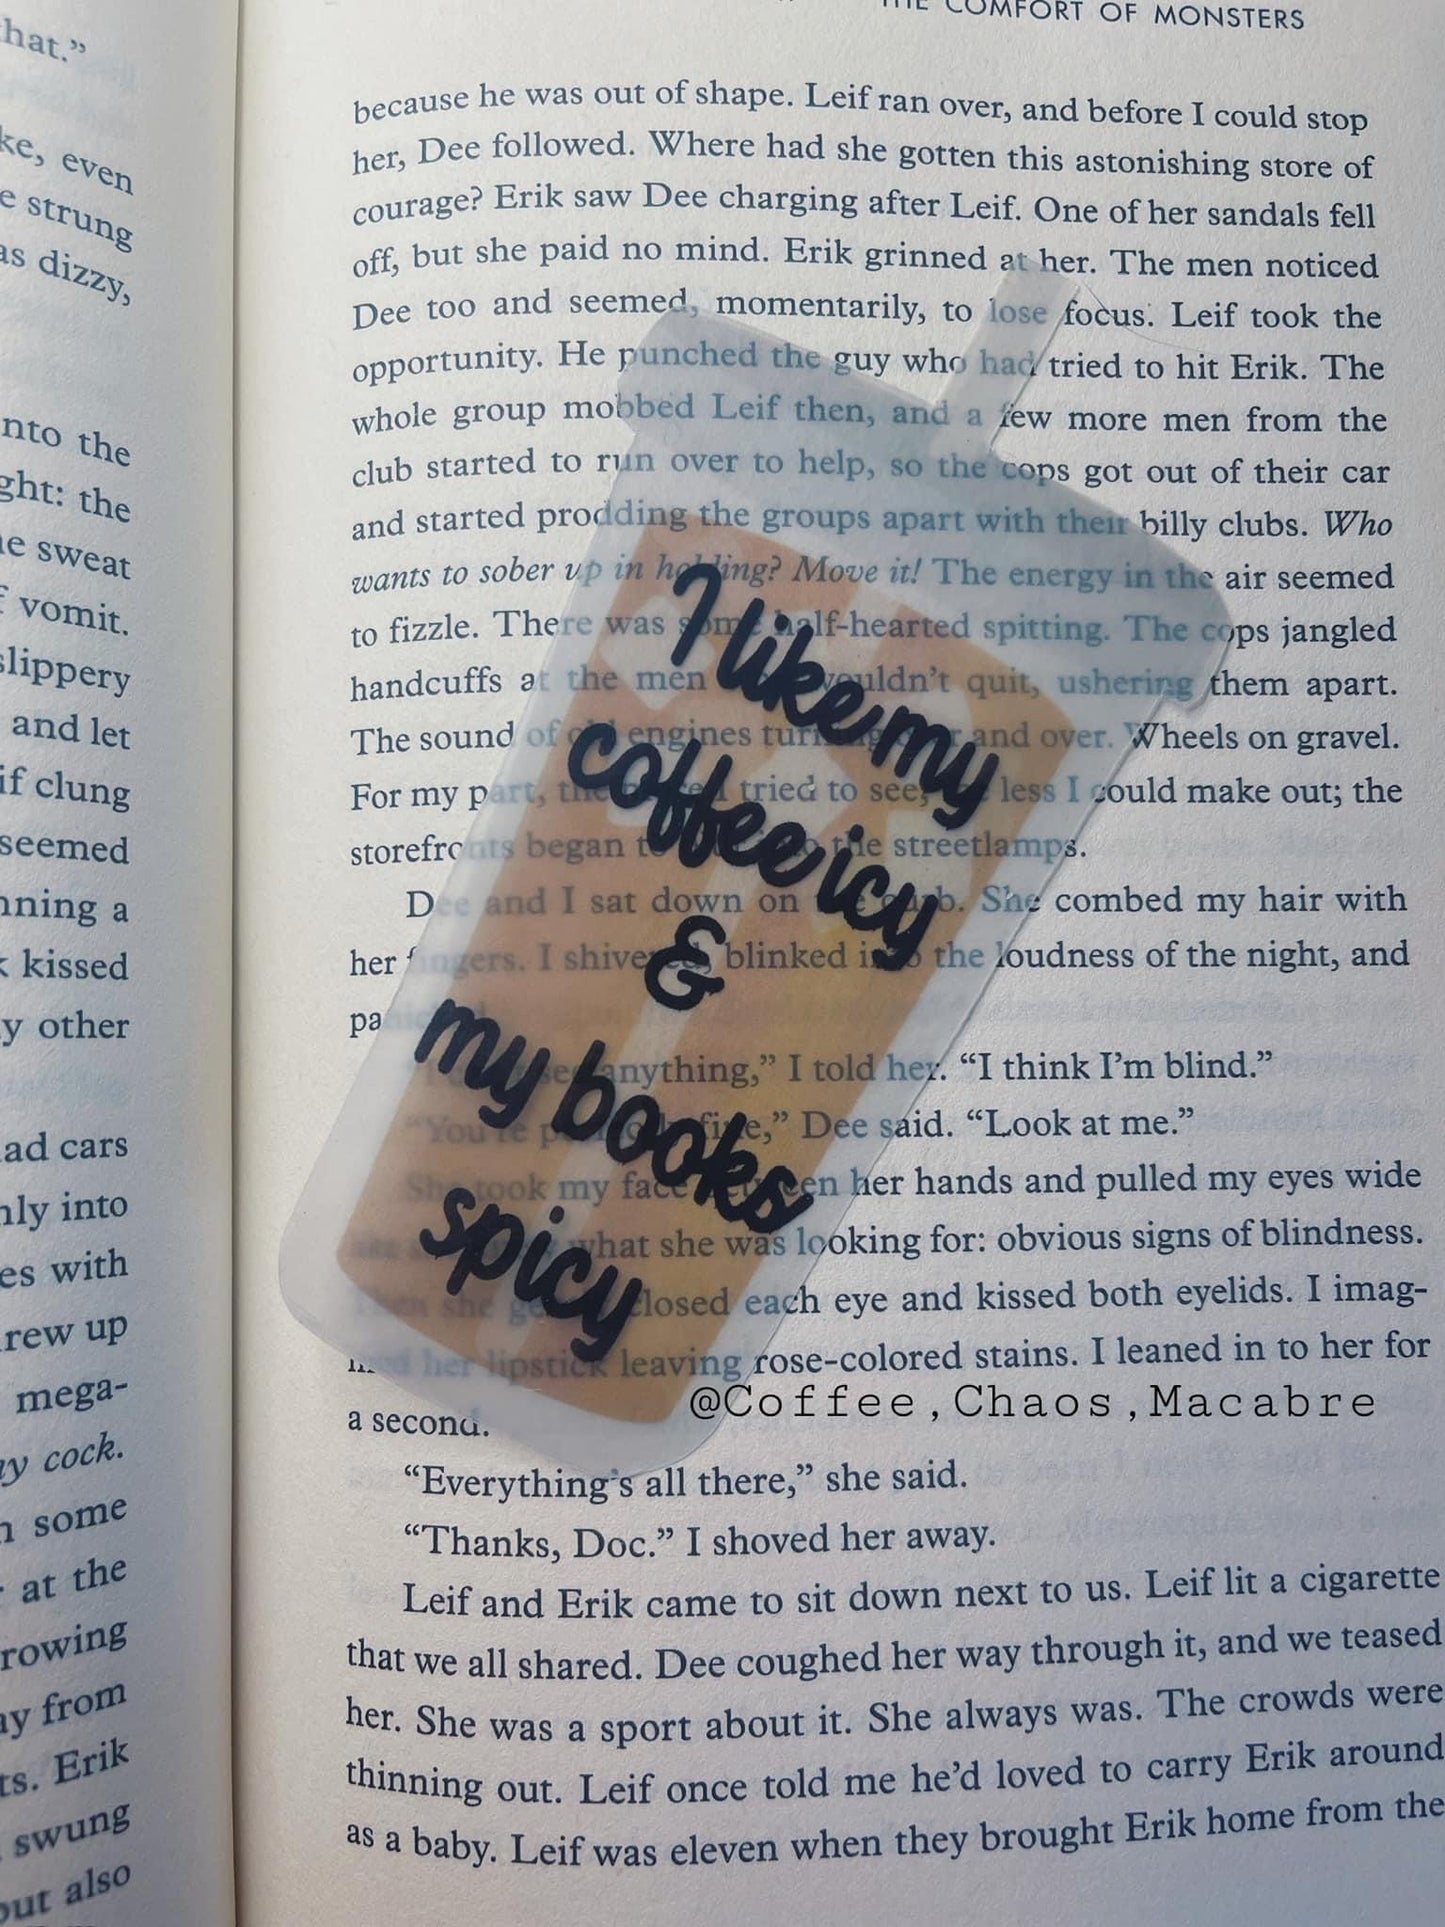 that.”
ke, even
e strung
as dizzy,
nto the
ght: the
e sweat
vomit.
slippery
and let
if clung
seemed
nning a
kissed
y other
ad cars
nly into
es with
rew up
mega-
y cock.
n some
at the
rowing
ay from
ts. Erik
swung
but also
THE COMFORT OF MONSTERS
because he was out of shape. Leif ran over, and before I could stop
her, Dee followed. Where had she gotten this astonishing store of
courage? Erik saw Dee charging after Leif. One of her sandals fell
off, but she paid no mind. Erik grinned at her. The men noticed
Dee too and seemed, momentarily, to lose focus. Leif took the
opportunity. He punched the guy who had tried to hit Erik. The
whole group mobbed Leif then, and a few more men from the
club started to run over to help, so the cops got out of their car
and started prodding the groups apart with their billy clubs. Who
wants to sober up in holding? Move it! The energy in the air seemed
to fizzle. There was some half-hearted spitting. The cops jangled
handcuffs at the men wouldn’t quit, ushering them apart.
The sound of old engines turning over and over. Wheels on gravel.
For my part, the I tried to see, the less I could make out; the
storefronts began to the streetlamps.
Dee and I sat down on the curb. She combed my hair with
her fingers. I shivered, blinked into the loudness of the night, and
panicked.
see anything,” I told her. “I think I’m blind.”
“You’re fine,” Dee said. “Look at me.”
She took my face between her hands and pulled my eyes wide
what she was looking for: obvious signs of blindness.
Then she closed each eye and kissed both eyelids. I imag-
ined her lipstick leaving rose-colored stains. I leaned in to her for
a second.
“Everything’s all there,” she said.
“Thanks, Doc.” I shoved her away.
Leif and Erik came to sit down next to us. Leif lit a cigarette
that we all shared. Dee coughed her way through it, and we teased
her. She was a sport about it. She always was. The crowds were
thinning out. Leif once told me he’d loved to carry Erik around
as a baby. Leif was eleven when they brought Erik home from the
I like my
coffee icy
&
my books
spicy
@Coffee,Chaos,Macabre